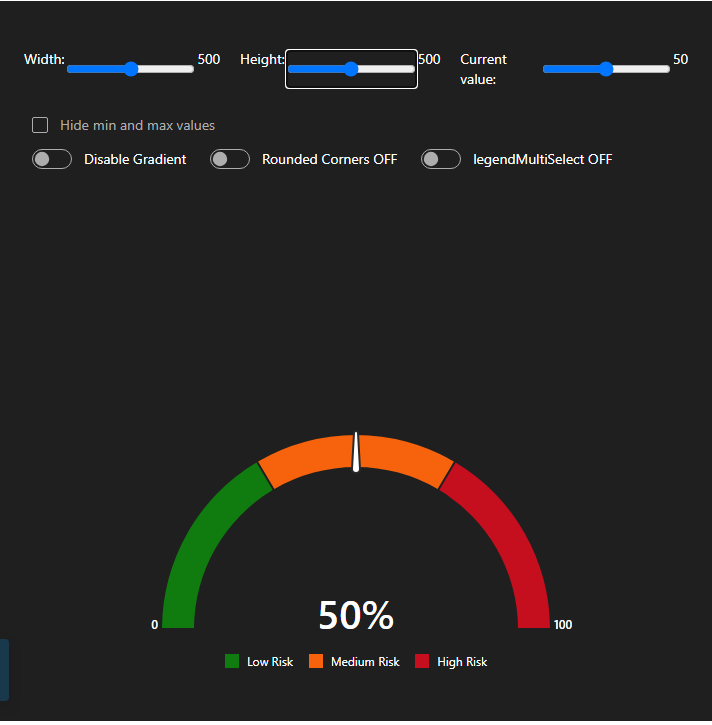 Width: 500 Height: 500 Current value: 50
Hide min and max values
Disable Gradient Rounded Corners OFF legendMultiSelect OFF
50%
0 100
Low Risk Medium Risk High Risk